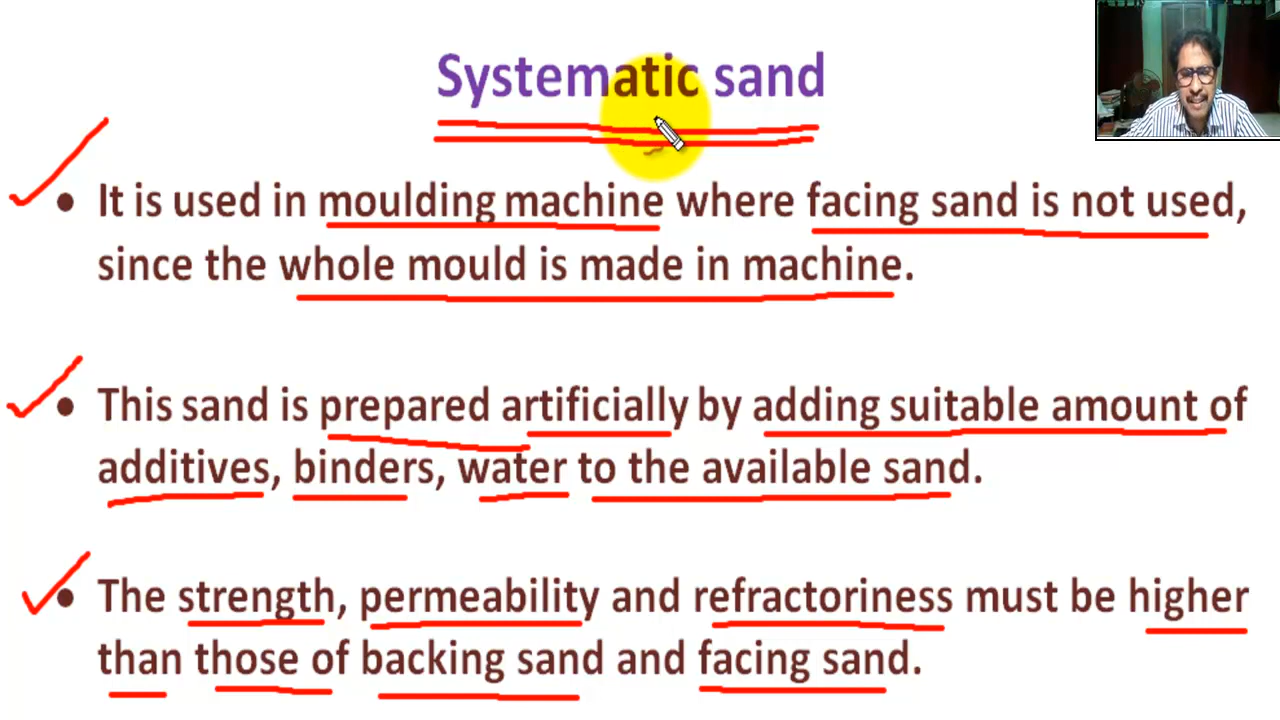 Systematic sand
• It is used in moulding machine where facing sand is not used,
since the whole mould is made in machine.
• This sand is prepared artificially by adding suitable amount of
additives, binders, water to the available sand.
• The strength, permeability and refractoriness must be higher
than those of backing sand and facing sand.